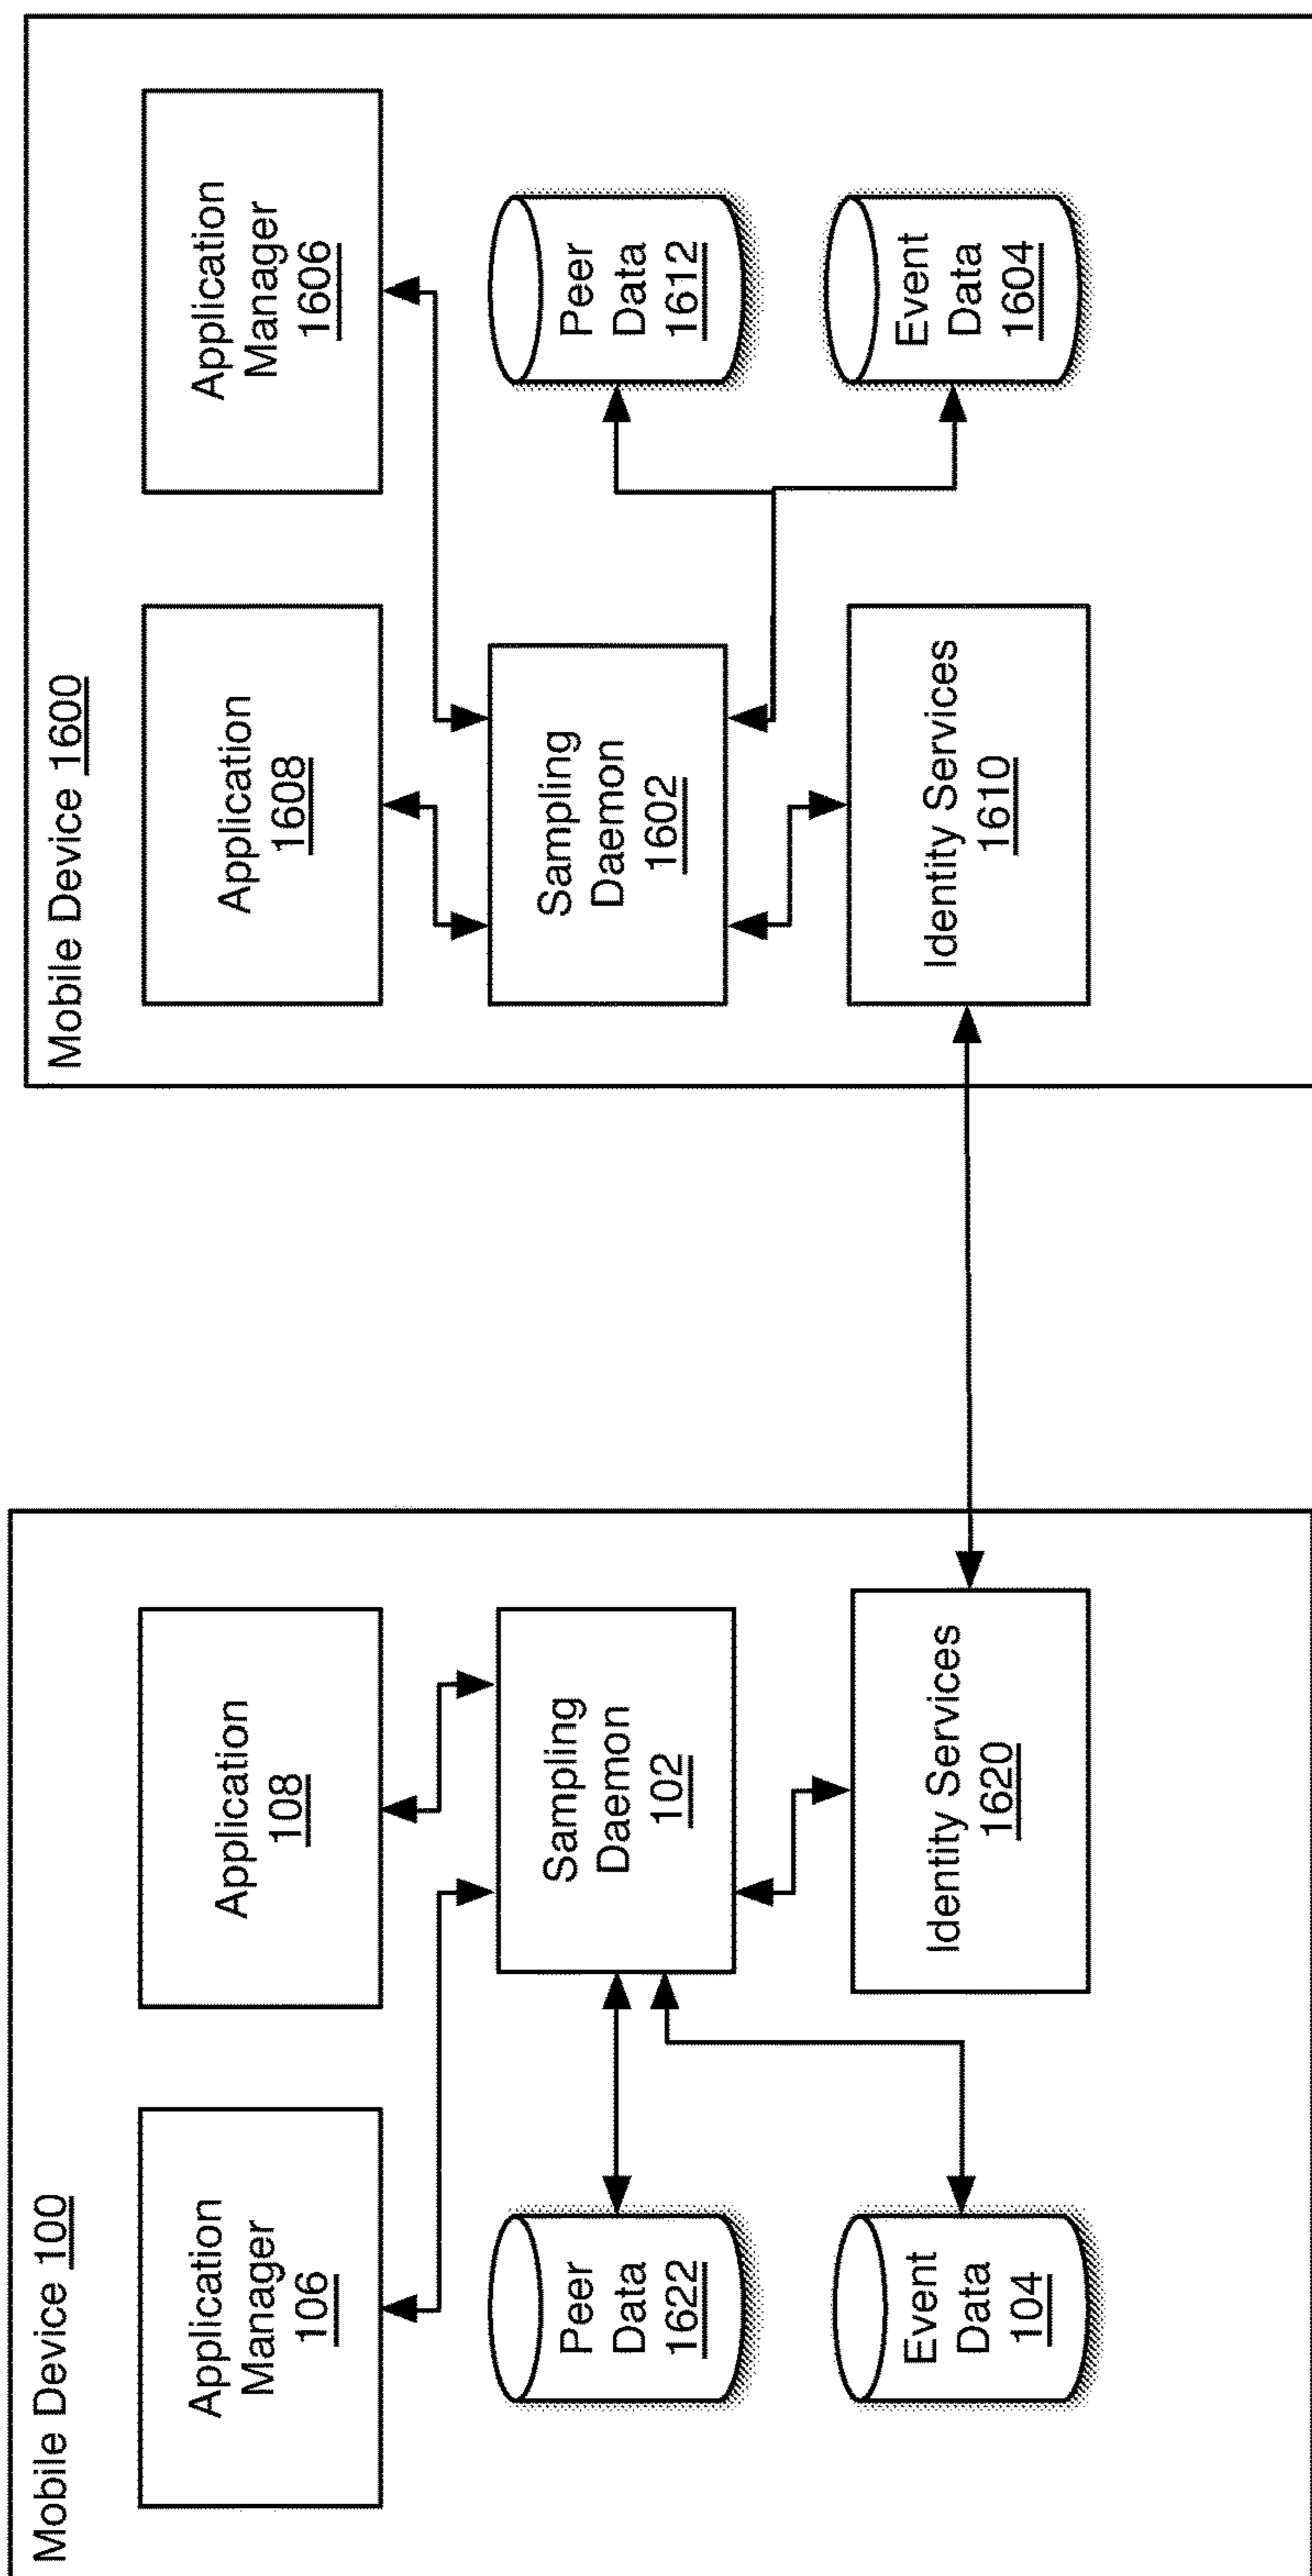 Mobile Device 100
Application
Manager
106
Application
108
Peer
Data
1622
Sampling
Daemon
102
Event
Data
104
Identity Services
1620
Mobile Device 1600
Application
1608
Application
Manager
1606
Sampling
Daemon
1602
Peer
Data
1612
Identity Services
1610
Event
Data
1604